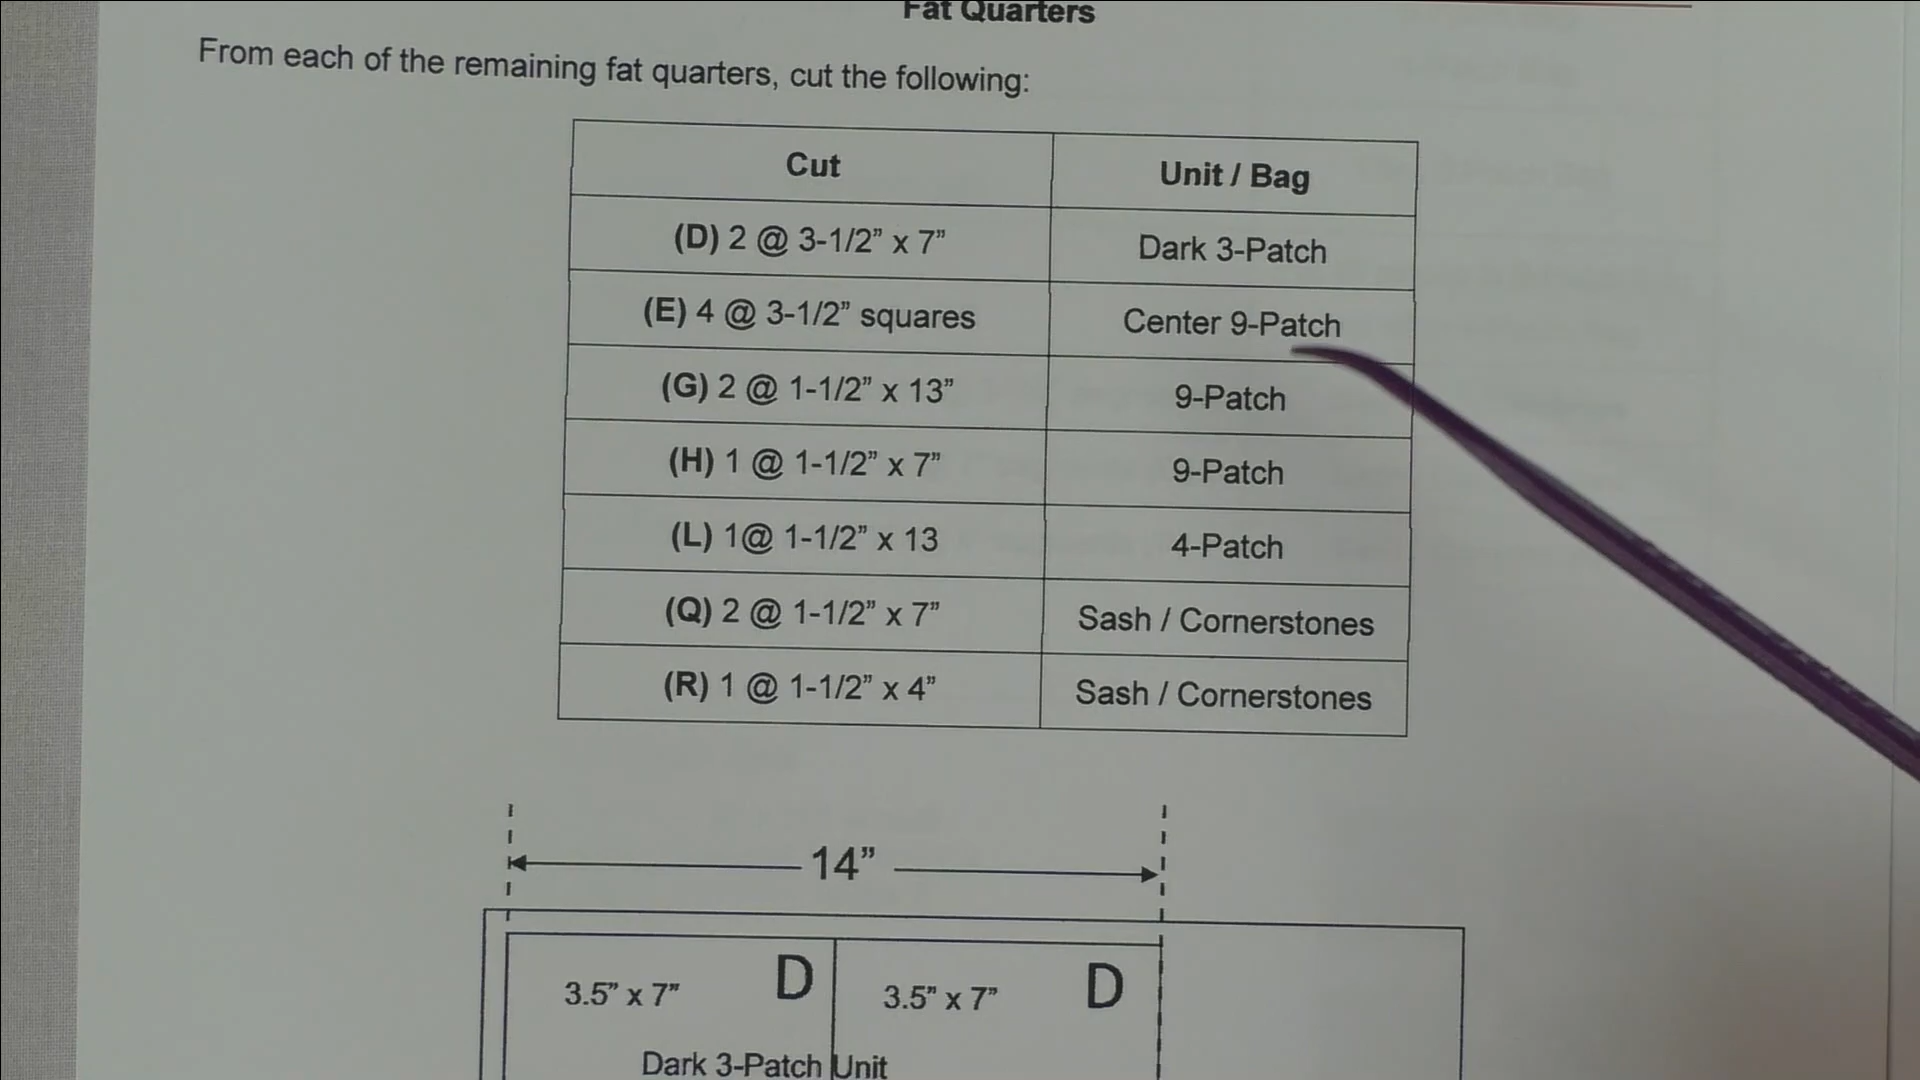 Fat Quarters
From each of the remaining fat quarters, cut the following:
Cut Unit / Bag
(D) 2 @ 3-1/2” x 7” Dark 3-Patch
(E) 4 @ 3-1/2” squares Center 9-Patch
(G) 2 @ 1-1/2” x 13” 9-Patch
(H) 1 @ 1-1/2” x 7” 9-Patch
(L) 1@ 1-1/2” x 13 4-Patch
(Q) 2 @ 1-1/2” x 7” Sash / Cornerstones
(R) 1 @ 1-1/2” x 4” Sash / Cornerstones
14”
3.5” x 7” D 3.5” x 7” D
Dark 3-Patch Unit